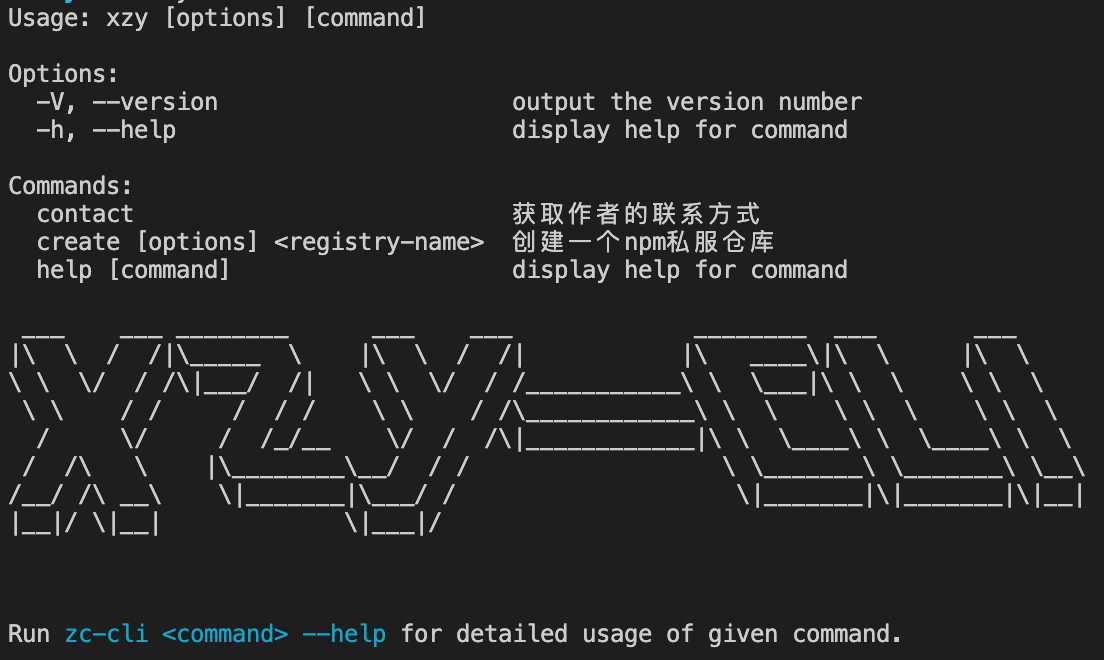 Usage: xzy [options] [command]
Options:
-V, --version output the version number
-h, --help display help for command
Commands:
contact 获取作者的联系方式
create [options] <registry-name> 创建一个npm私服仓库
help [command] display help for command
XZY-CLI
Run zc-cli <command> --help for detailed usage of given command.